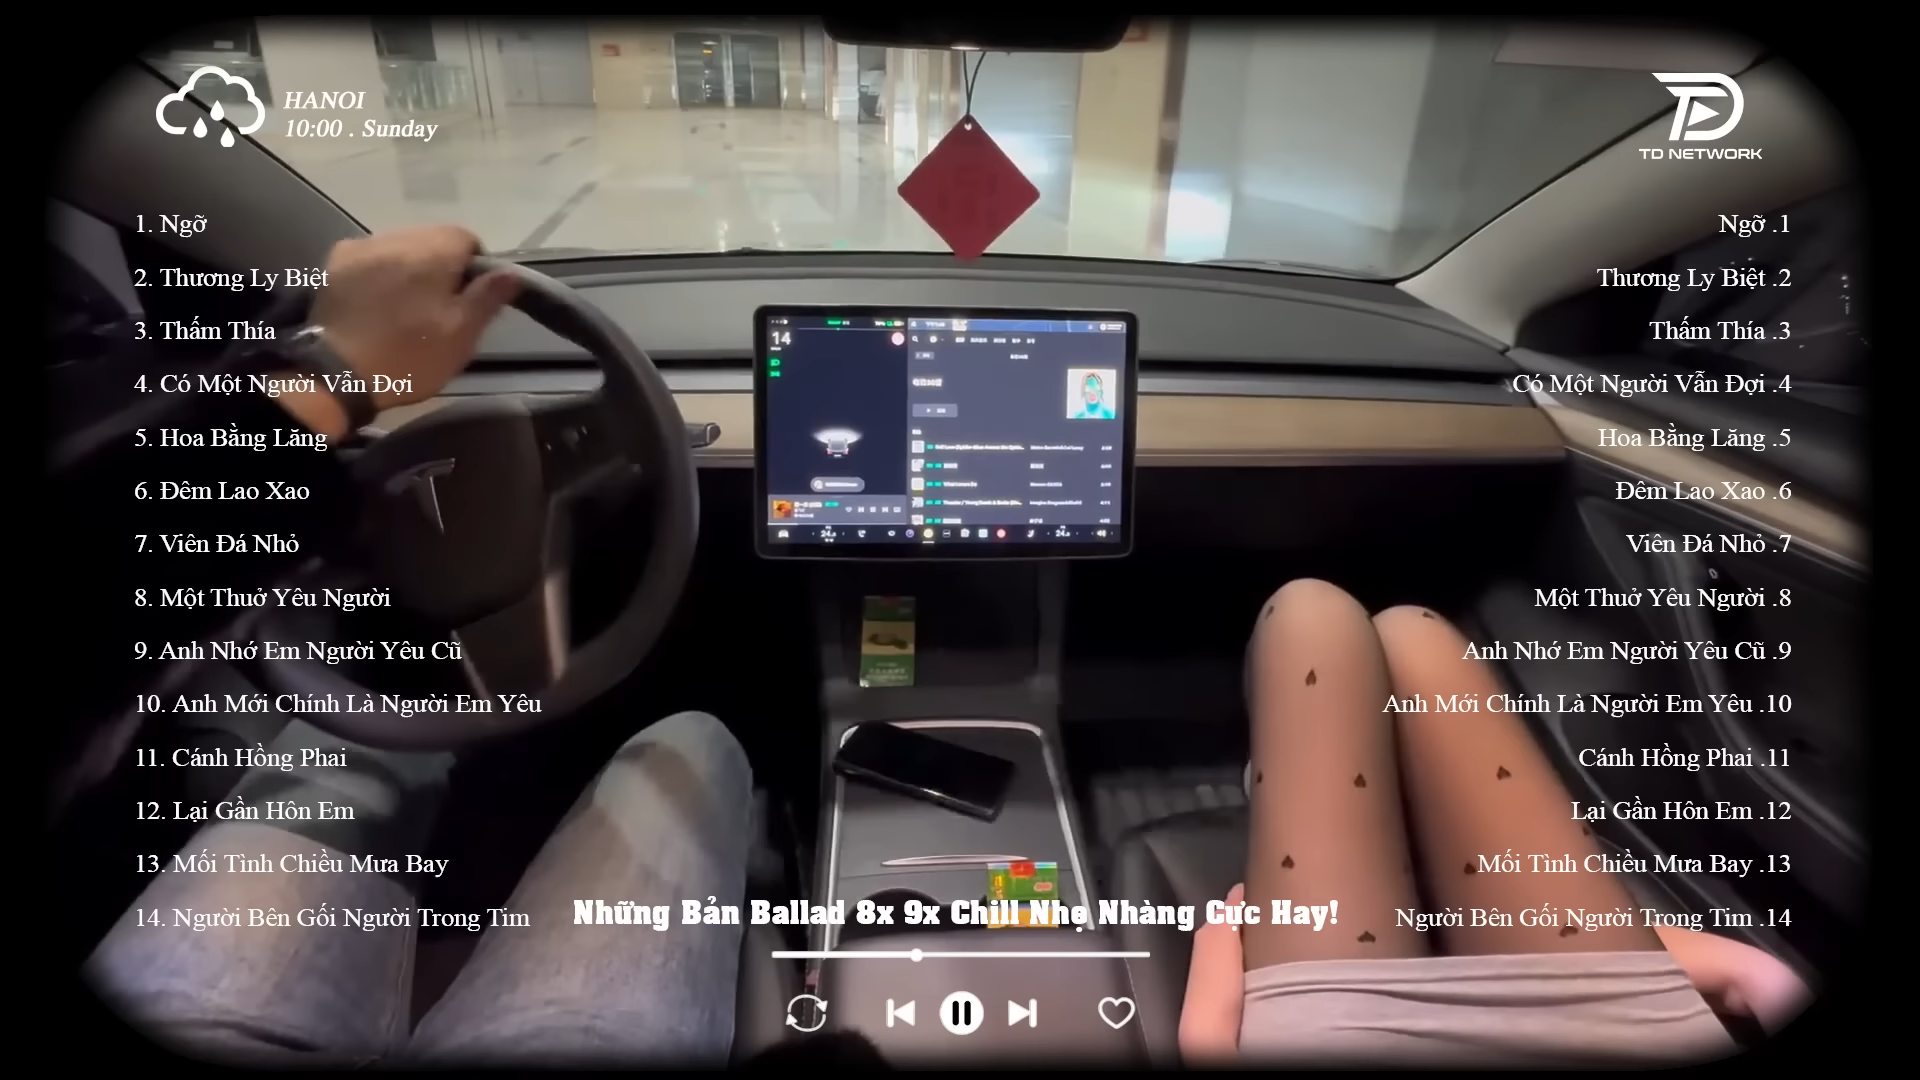 HANOI
10:00 . Sunday
TD NETWORK
1. Ngỡ
2. Thương Ly Biệt
3. Thấm Thía
4. Có Một Người Vẫn Đợi
5. Hoa Bằng Lăng
6. Đêm Lao Xao
7. Viên Đá Nhỏ
8. Một Thuở Yêu Người
9. Anh Nhớ Em Người Yêu Cũ
10. Anh Mới Chính Là Người Em Yêu
11. Cánh Hồng Phai
12. Lại Gần Hôn Em
13. Mối Tình Chiều Mưa Bay
14. Người Bên Gối Người Trong Tim
Ngỡ .1
Thương Ly Biệt .2
Thấm Thía .3
Có Một Người Vẫn Đợi .4
Hoa Bằng Lăng .5
Đêm Lao Xao .6
Viên Đá Nhỏ .7
Một Thuở Yêu Người .8
Anh Nhớ Em Người Yêu Cũ .9
Anh Mới Chính Là Người Em Yêu .10
Cánh Hồng Phai .11
Lại Gần Hôn Em .12
Mối Tình Chiều Mưa Bay .13
Người Bên Gối Người Trong Tim .14
14
Những Bản Ballad 8x 9x Chill Nhẹ Nhàng Cực Hay!